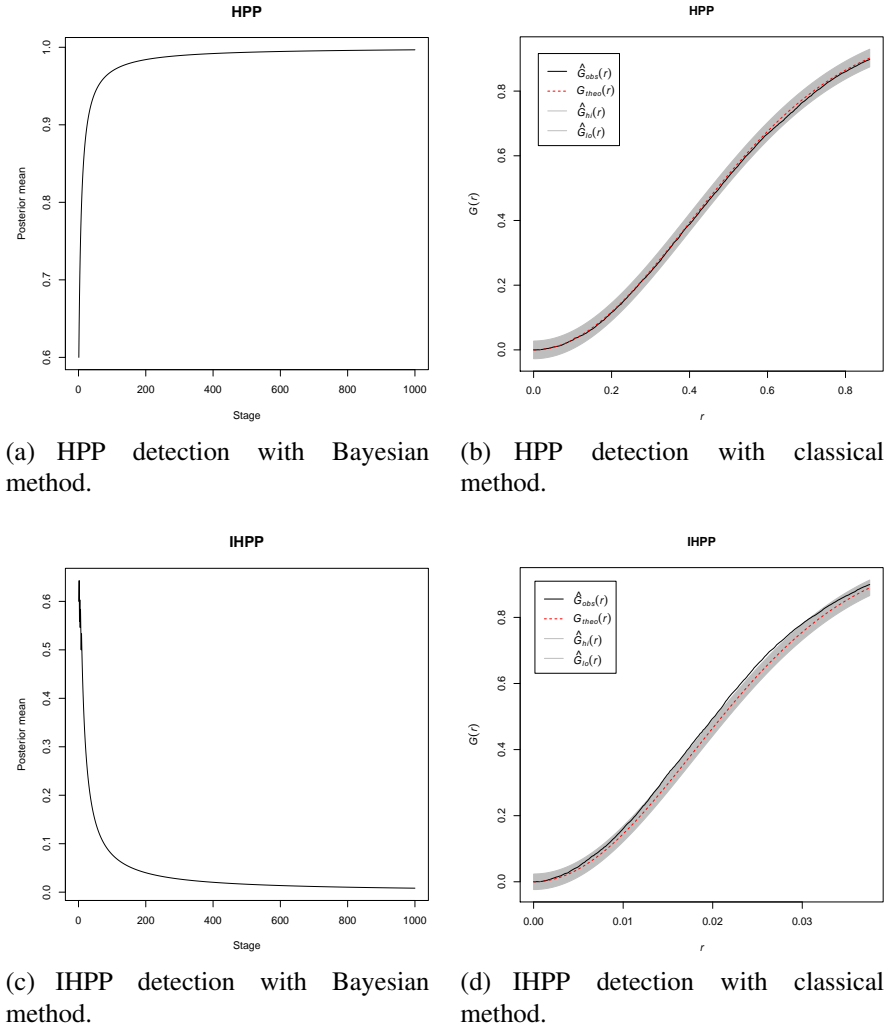 HPP
Posterior mean
0.6
0.7
0.8
0.9
1.0
0 200 400 600 800 1000
Stage
HPP
Ĝobs(r)
Gtheo(r)
Ĝhi(r)
Ĝlo(r)
G(r)
0.0
0.2
0.4
0.6
0.8
0.0 0.2 0.4 0.6 0.8
r
(a) HPP detection with Bayesian
method.
(b) HPP detection with classical
method.
IHPP
Posterior mean
0.0
0.1
0.2
0.3
0.4
0.5
0.6
0 200 400 600 800 1000
Stage
IHPP
Ĝobs(r)
Gtheo(r)
Ĝhi(r)
Ĝlo(r)
G(r)
0.0
0.2
0.4
0.6
0.8
0.00 0.01 0.02 0.03
r
(c) IHPP detection with Bayesian
method.
(d) IHPP detection with classical
method.